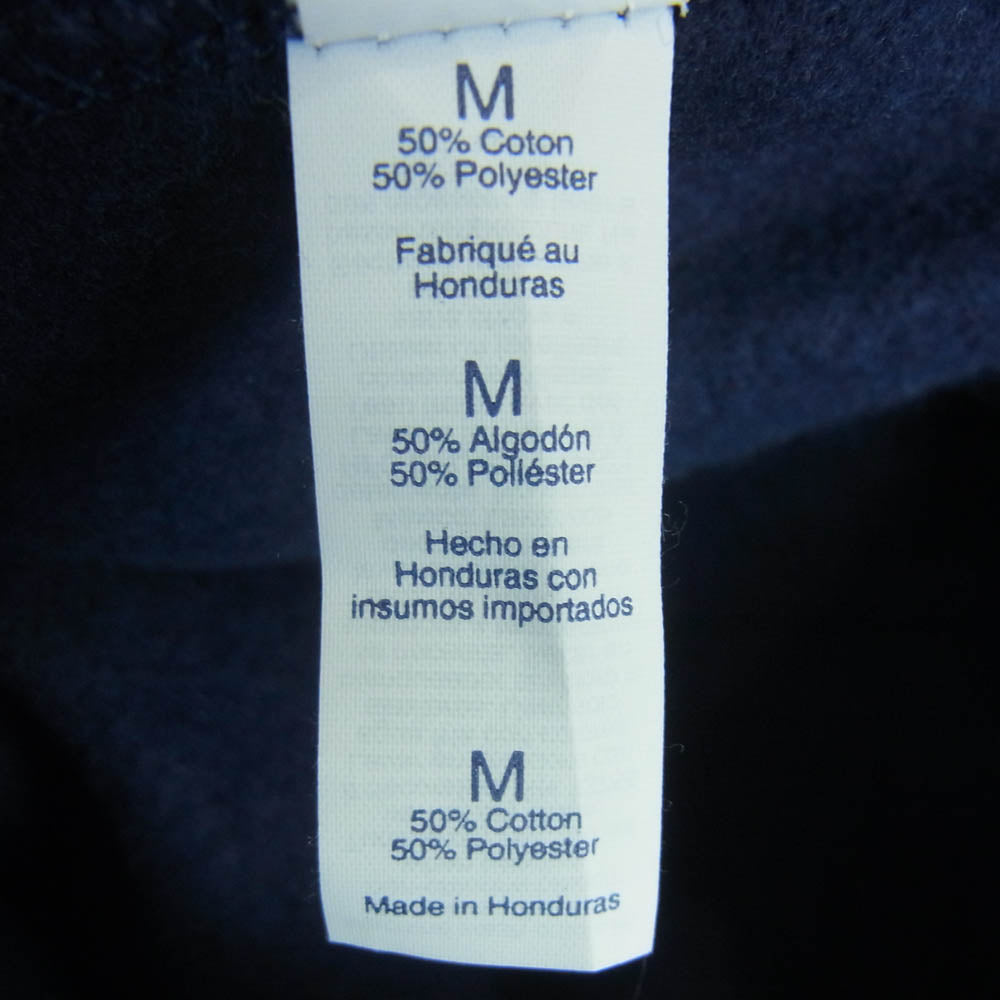 M
50% Coton
50% Polyester
Fabriqué au
Honduras
M
50% Algodón
50% Poliéster
Hecho en
Honduras con
insumos importados
M
50% Cotton
50% Polyester
Made in Honduras